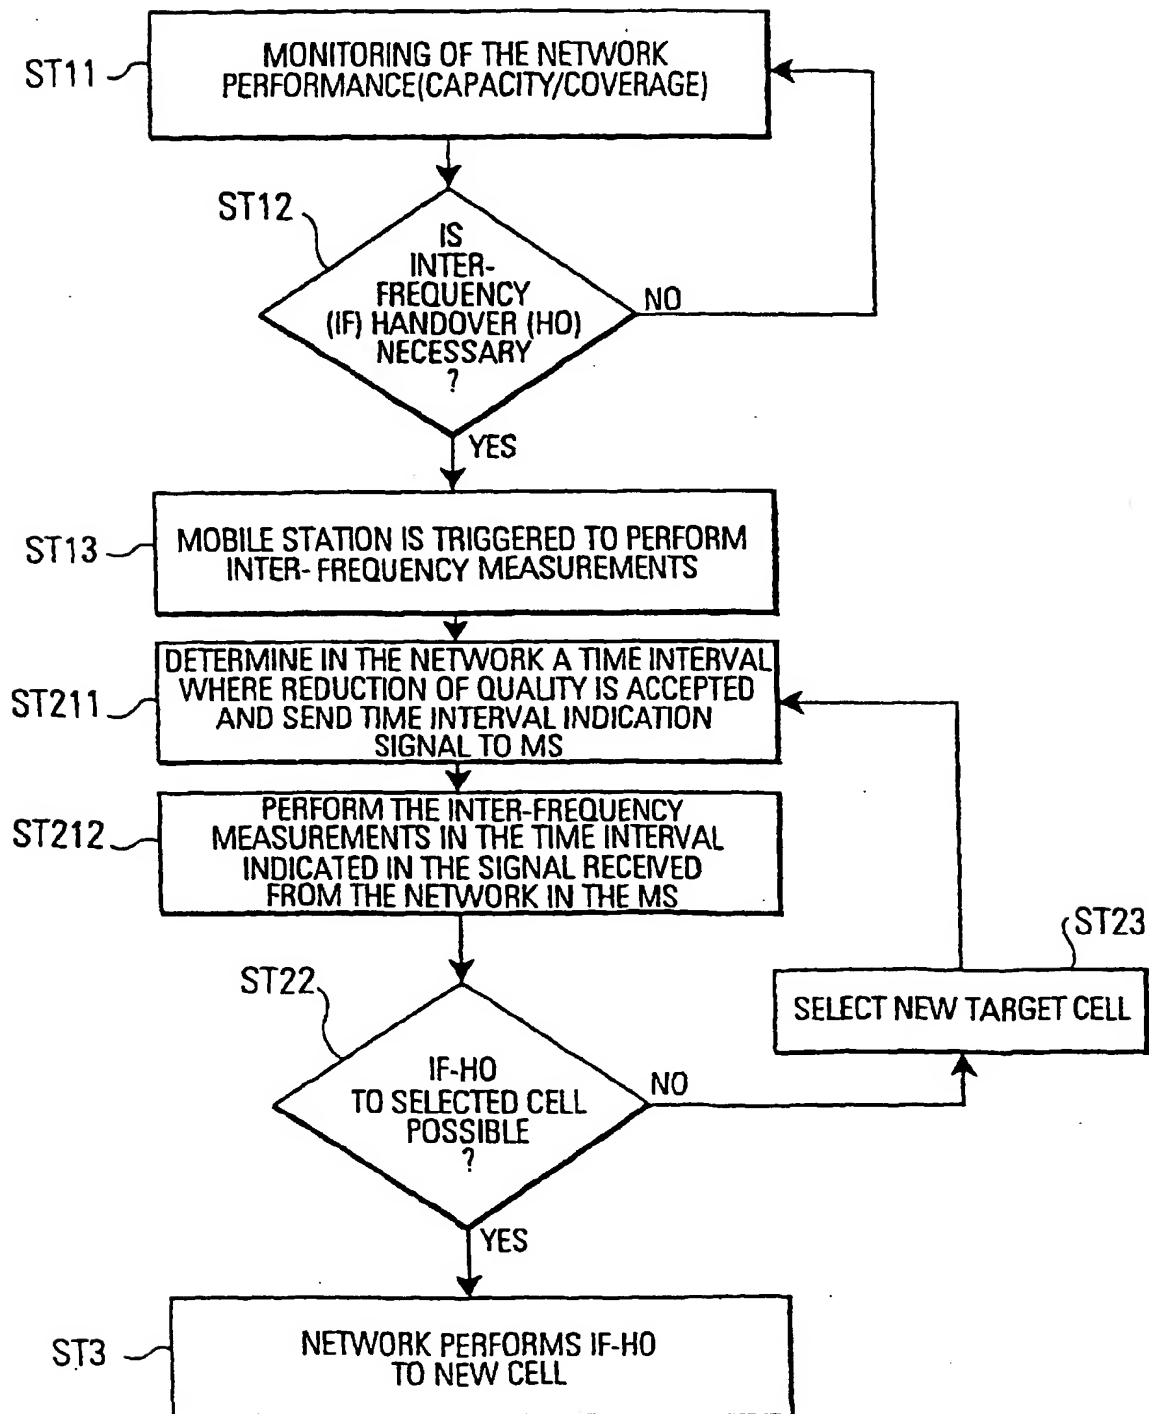 ST11
MONITORING OF THE NETWORK
PERFORMANCE(CAPACITY/COVERAGE)
ST12
IS
INTER-
FREQUENCY
(IF) HANDOVER (HO)
NECESSARY
?
NO
YES
ST13
MOBILE STATION IS TRIGGERED TO PERFORM
INTER- FREQUENCY MEASUREMENTS
ST211
DETERMINE IN THE NETWORK A TIME INTERVAL
WHERE REDUCTION OF QUALITY IS ACCEPTED
AND SEND TIME INTERVAL INDICATION
SIGNAL TO MS
ST212
PERFORM THE INTER-FREQUENCY
MEASUREMENTS IN THE TIME INTERVAL
INDICATED IN THE SIGNAL RECEIVED
FROM THE NETWORK IN THE MS
ST23
SELECT NEW TARGET CELL
ST22
IF-HO
TO SELECTED CELL
POSSIBLE
?
NO
YES
ST3
NETWORK PERFORMS IF-HO
TO NEW CELL